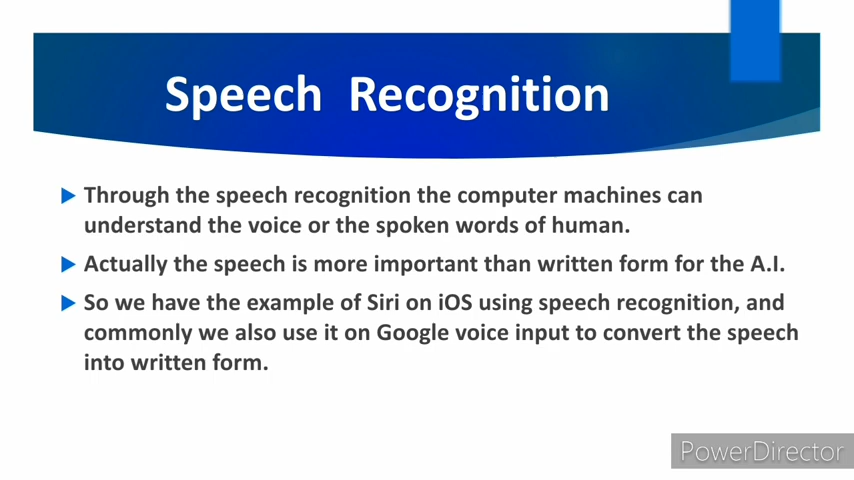 Speech Recognition
Through the speech recognition the computer machines can
understand the voice or the spoken words of human.
Actually the speech is more important than written form for the A.I.
So we have the example of Siri on iOS using speech recognition, and
commonly we also use it on Google voice input to convert the speech
into written form.
PowerDirector